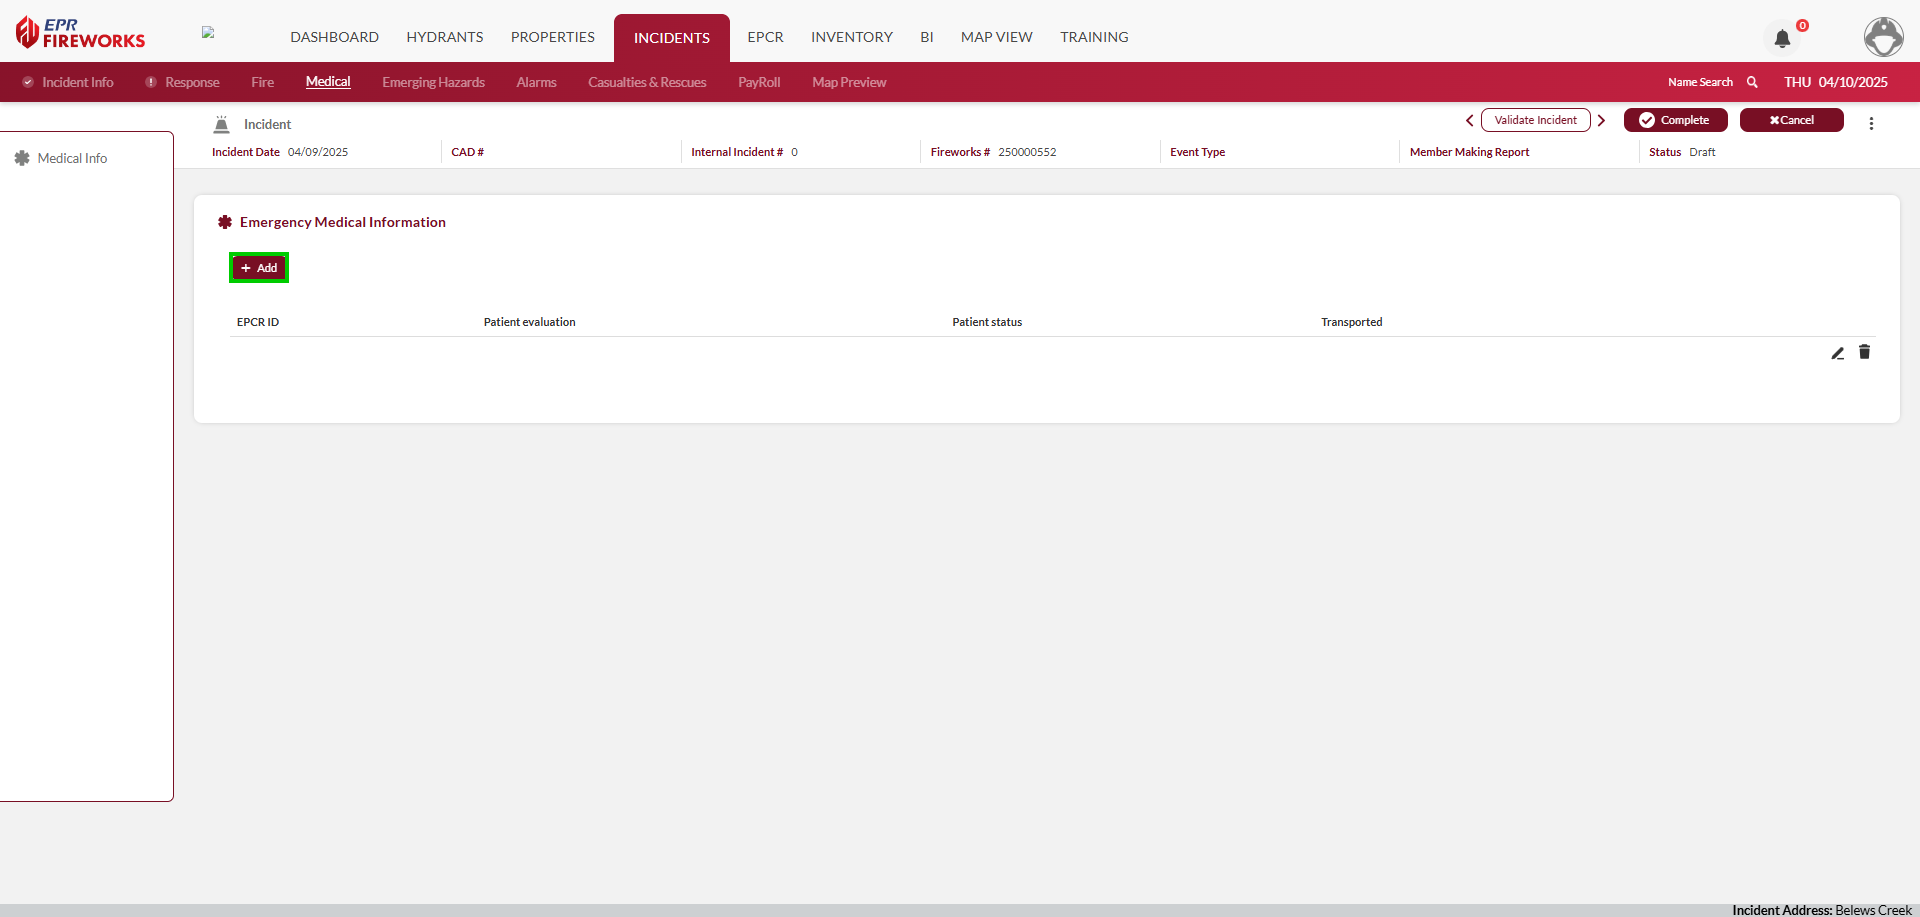 EPR
FIREWORKS
DASHBOARD HYDRANTS PROPERTIES INCIDENTS EPCR INVENTORY BI MAP VIEW TRAINING
0
Incident Info Response Fire Medical Emerging Hazards Alarms Casualties & Rescues PayRoll Map Preview Name Search THU 04/10/2025
Incident Validate Incident Complete Cancel
Incident Date 04/09/2025 CAD # Internal Incident # 0 Fireworks # 250000552 Event Type Member Making Report Status Draft
Medical Info
Emergency Medical Information
+ Add
EPCR ID Patient evaluation Patient status Transported
Incident Address: Belews Creek